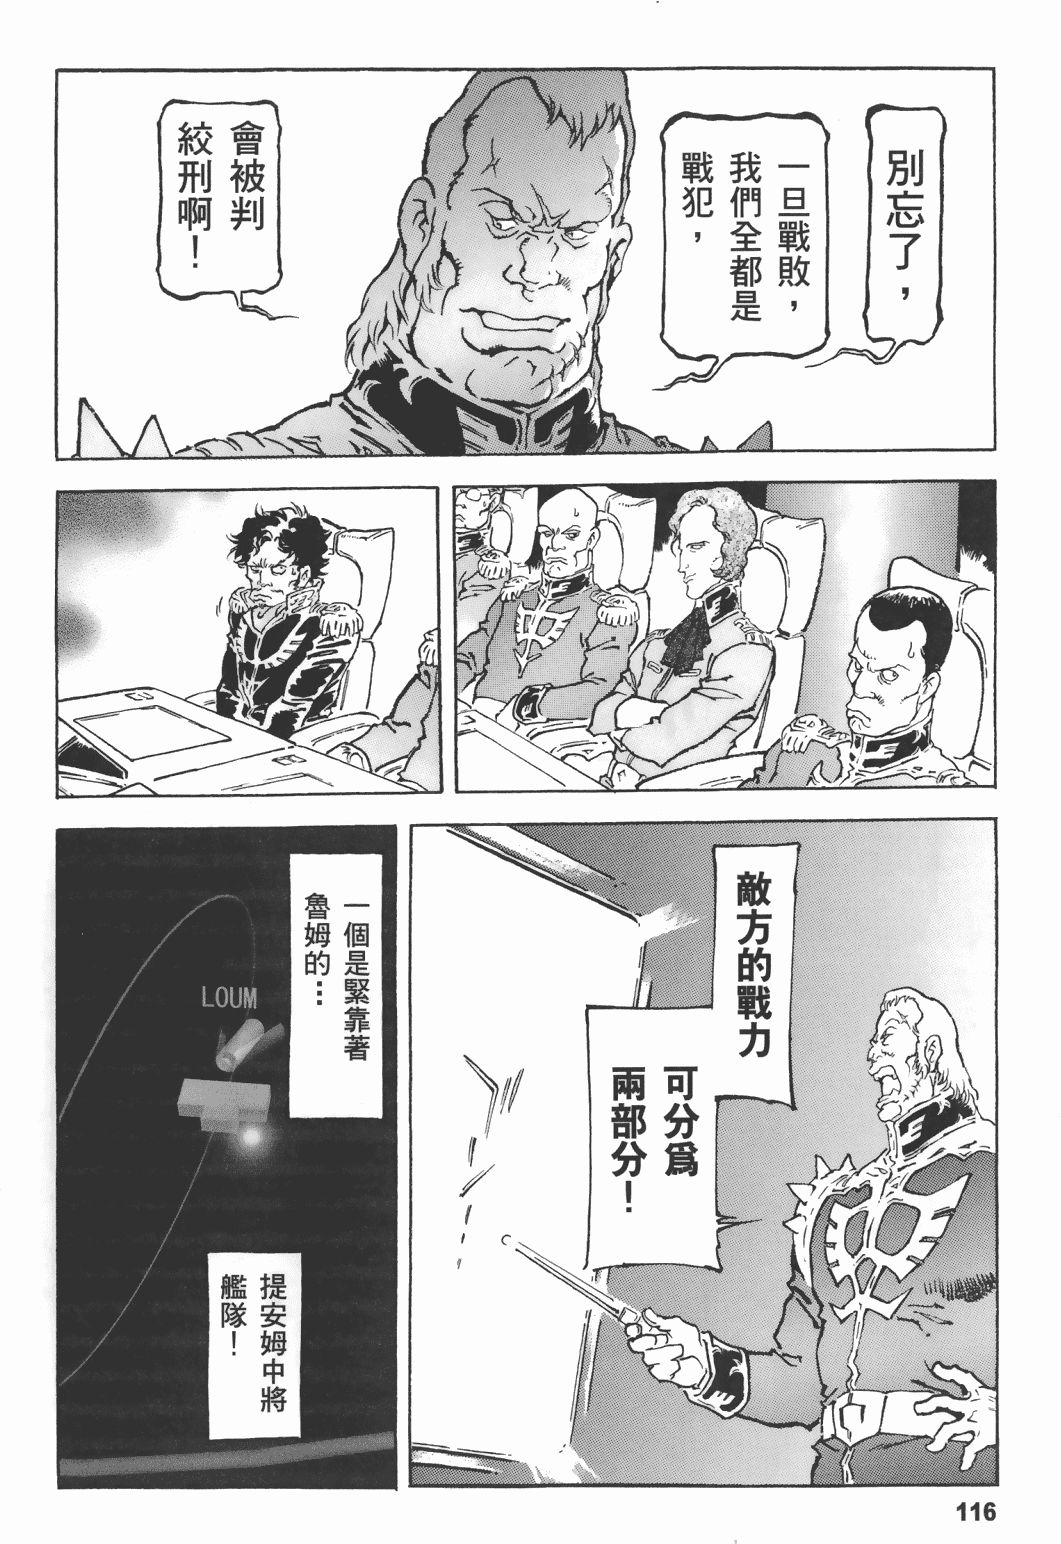 別忘了，
一旦戰敗，
我們全都是
戰犯，
會被判
絞刑啊！
敵方的戰力
可分為
兩部分！
一個是緊靠著
魯姆的…
LOUM
提安姆中將
艦隊！
116